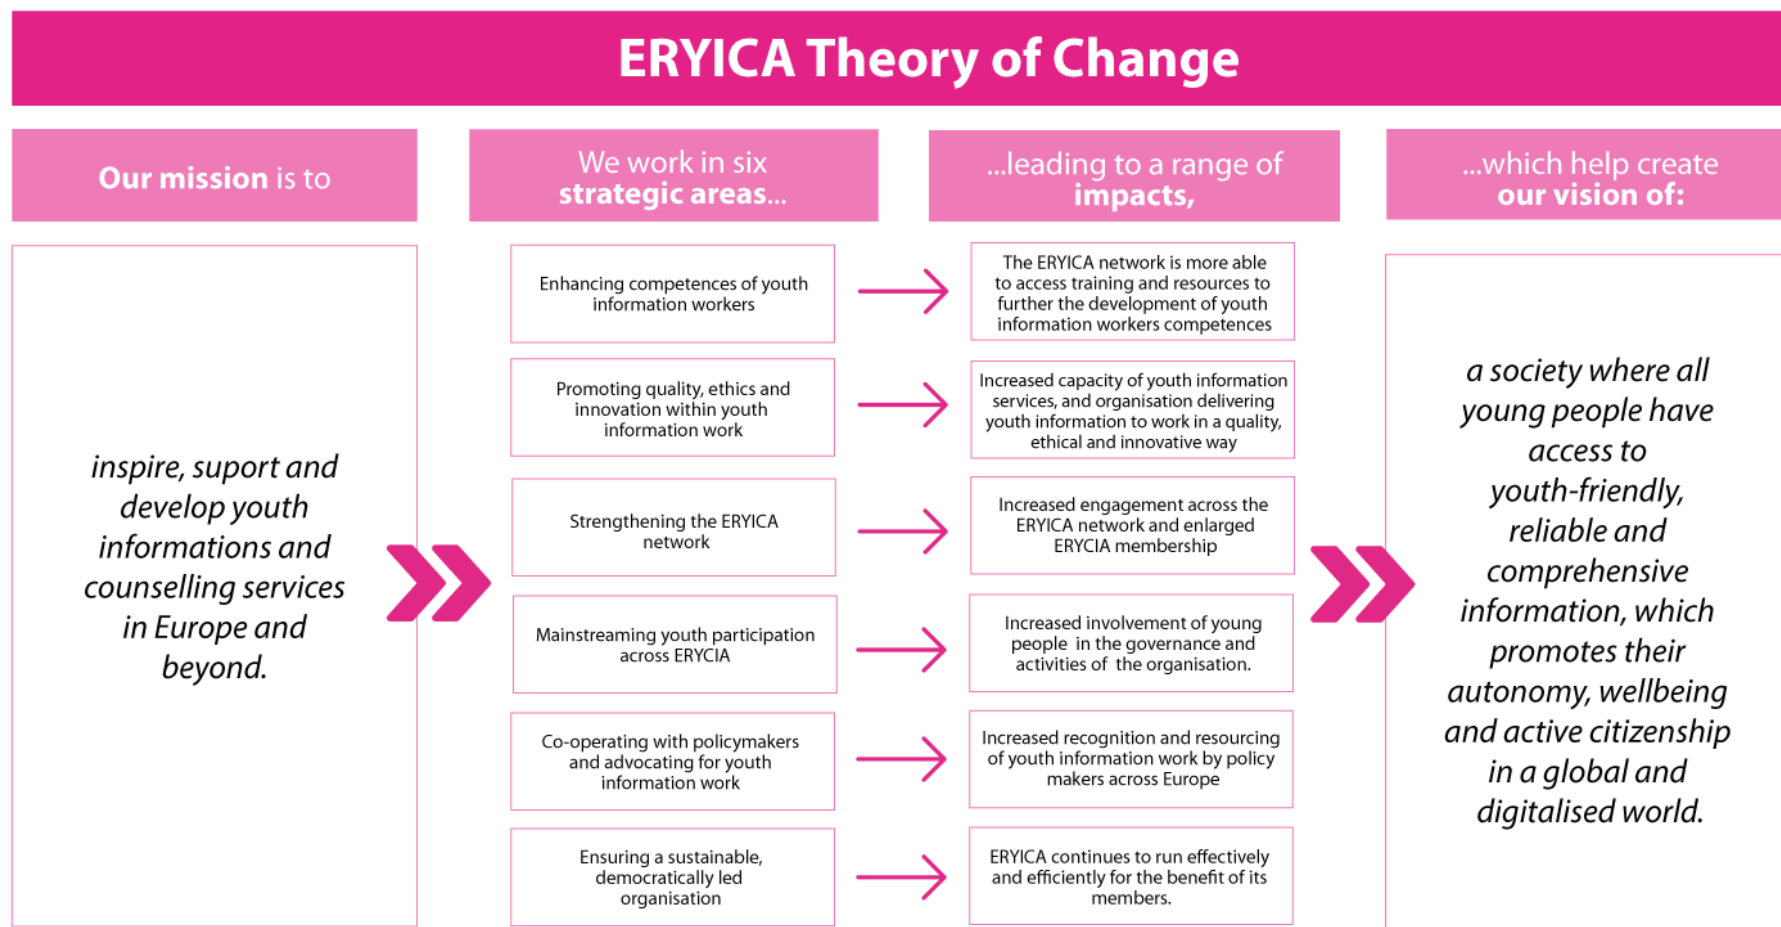 ERYICA Theory of Change
Our mission is to
inspire, suport and
develop youth
informations and
counselling services
in Europe and
beyond.
We work in six
strategic areas...
Enhancing competences of youth
information workers
Promoting quality, ethics and
innovation within youth
information work
Strengthening the ERYICA
network
Mainstreaming youth participation
across ERYCIA
Co-operating with policymakers
and advocating for youth
information work
Ensuring a sustainable,
democratically led
organisation
...leading to a range of
impacts,
The ERYICA network is more able
to access training and resources to
further the development of youth
information workers competences
Increased capacity of youth information
services, and organisation delivering
youth information to work in a quality,
ethical and innovative way
Increased engagement across the
ERYICA network and enlarged
ERYCIA membership
Increased involvement of young
people in the governance and
activities of the organisation.
Increased recognition and resourcing
of youth information work by policy
makers across Europe
ERYICA continues to run effectively
and efficiently for the benefit of its
members.
...which help create
our vision of:
a society where all
young people have
access to
youth-friendly,
reliable and
comprehensive
information, which
promotes their
autonomy, wellbeing
and active citizenship
in a global and
digitalised world.